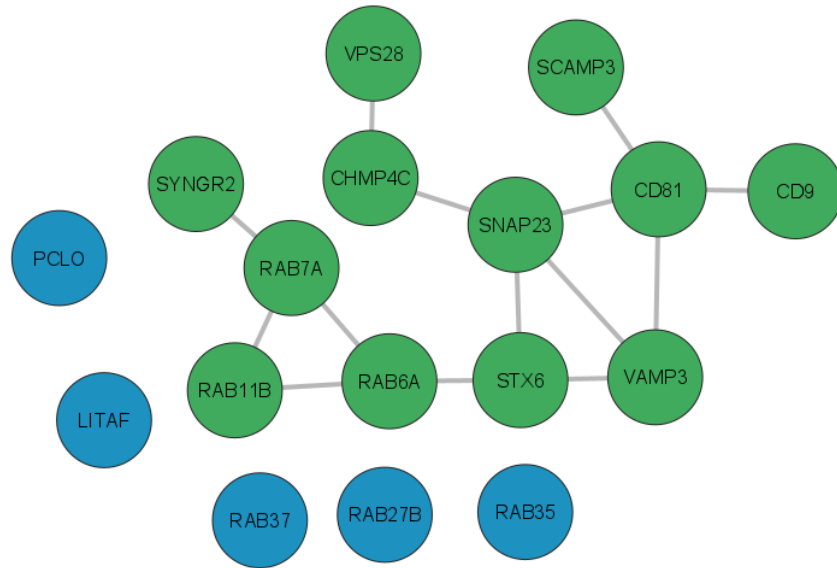 VPS28
SCAMP3
SYNGR2
CHMP4C
CD81
CD9
SNAP23
PCLO
RAB7A
RAB11B
RAB6A
STX6
VAMP3
LITAF
RAB37
RAB27B
RAB35